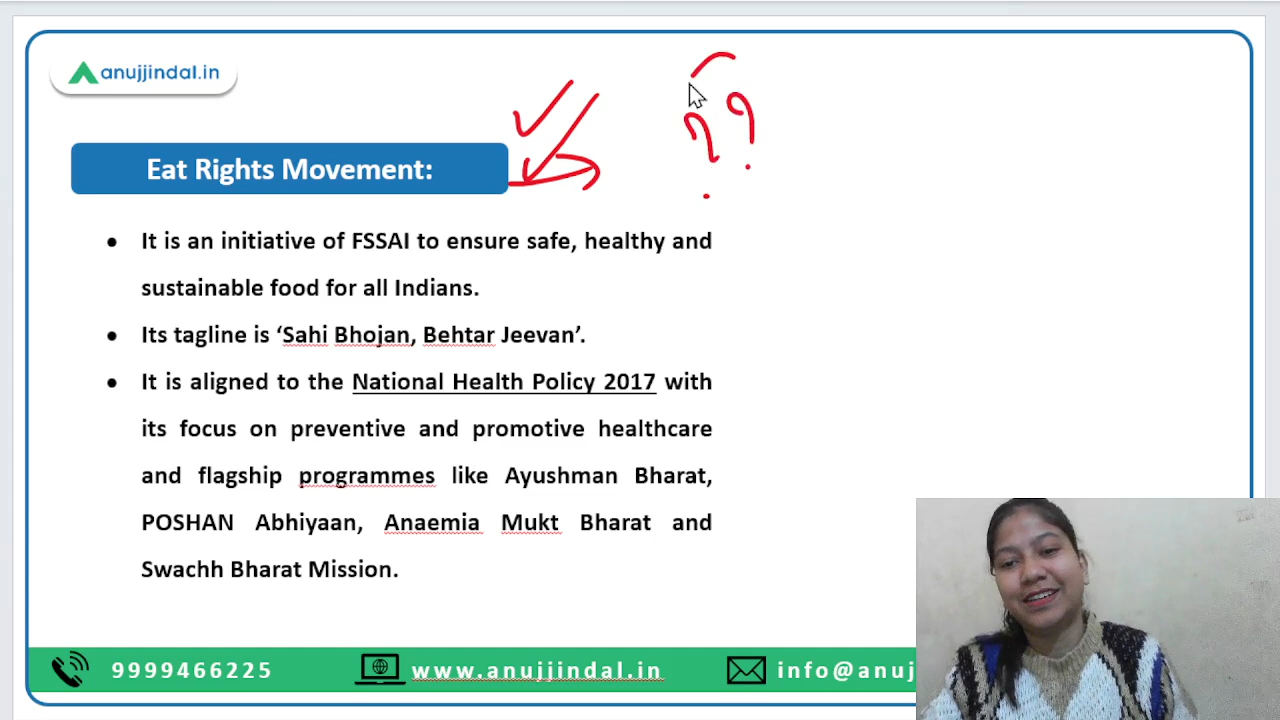 anujjindal.in
Eat Rights Movement:
??
• It is an initiative of FSSAI to ensure safe, healthy and
sustainable food for all Indians.
• Its tagline is ‘Sahi Bhojan, Behtar Jeevan’.
• It is aligned to the National Health Policy 2017 with
its focus on preventive and promotive healthcare
and flagship programmes like Ayushman Bharat,
POSHAN Abhiyaan, Anaemia Mukt Bharat and
Swachh Bharat Mission.
9999466225
www.anujjindal.in
info@anuj